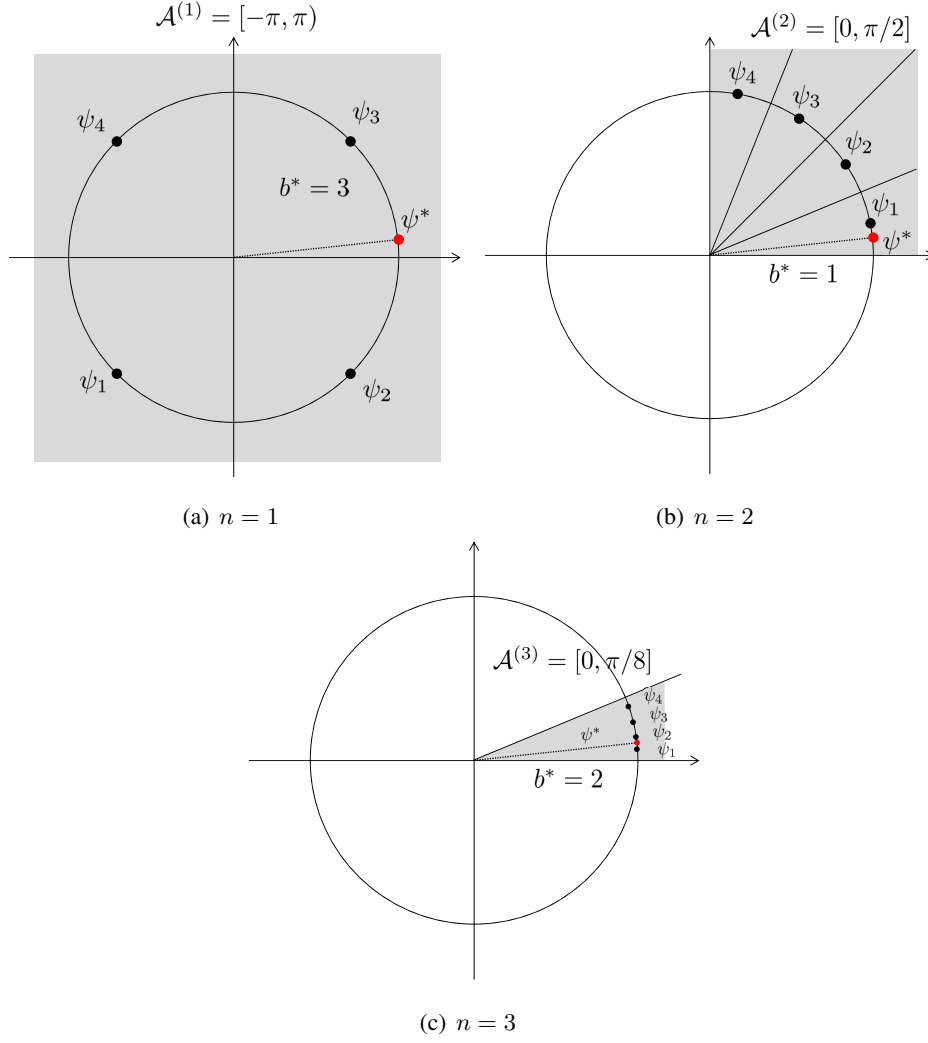 𝒜⁽¹⁾ = [−π, π)
ψ₄
ψ₃
b* = 3
ψ*
ψ₁
ψ₂
(a) n = 1
𝒜⁽²⁾ = [0, π/2]
ψ₄
ψ₃
ψ₂
ψ₁
ψ*
b* = 1
(b) n = 2
𝒜⁽³⁾ = [0, π/8]
ψ₄
ψ₃
ψ*
ψ₂
ψ₁
b* = 2
(c) n = 3